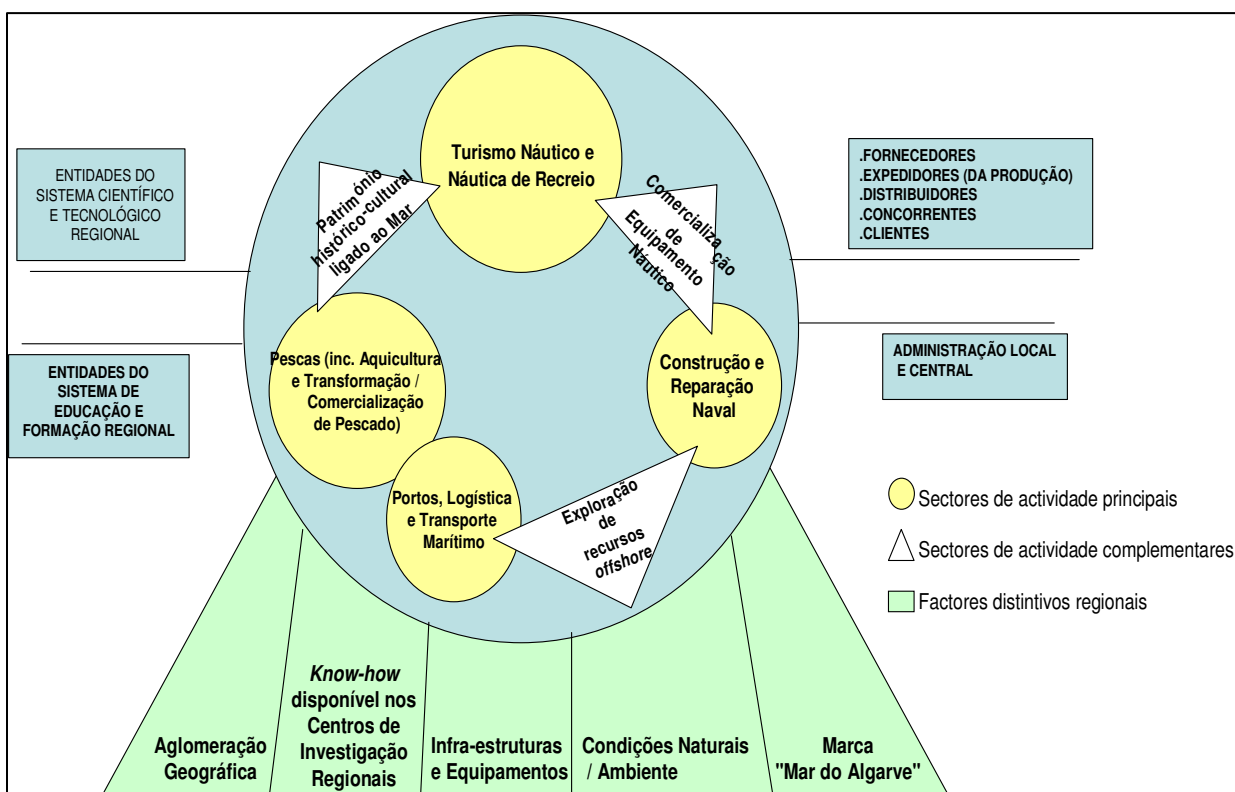 Turismo Náutico e
Náutica de Recreio
ENTIDADES DO
SISTEMA CIENTÍFICO
E TECNOLÓGICO
REGIONAL
.FORNECEDORES
.EXPEDIDORES (DA PRODUÇÃO)
.DISTRIBUIDORES
.CONCORRENTES
.CLIENTES
Património
histórico-cultural
ligado ao Mar
Comercialização
de
Equipamento
Náutico
Pescas (inc. Aquicultura
e Transformação /
Comercialização
de Pescado)
Construção e
Reparação
Naval
ENTIDADES DO
SISTEMA DE
EDUCAÇÃO E
FORMAÇÃO REGIONAL
ADMINISTRAÇÃO LOCAL
E CENTRAL
Portos, Logística
e Transporte
Marítimo
Exploração
de
recursos
offshore
Sectores de actividade principais
Sectores de actividade complementares
Factores distintivos regionais
Aglomeração
Geográfica
Know-how
disponível nos
Centros de
Investigação
Regionais
Infra-estruturas
e Equipamentos
Condições Naturais
/ Ambiente
Marca
"Mar do Algarve"